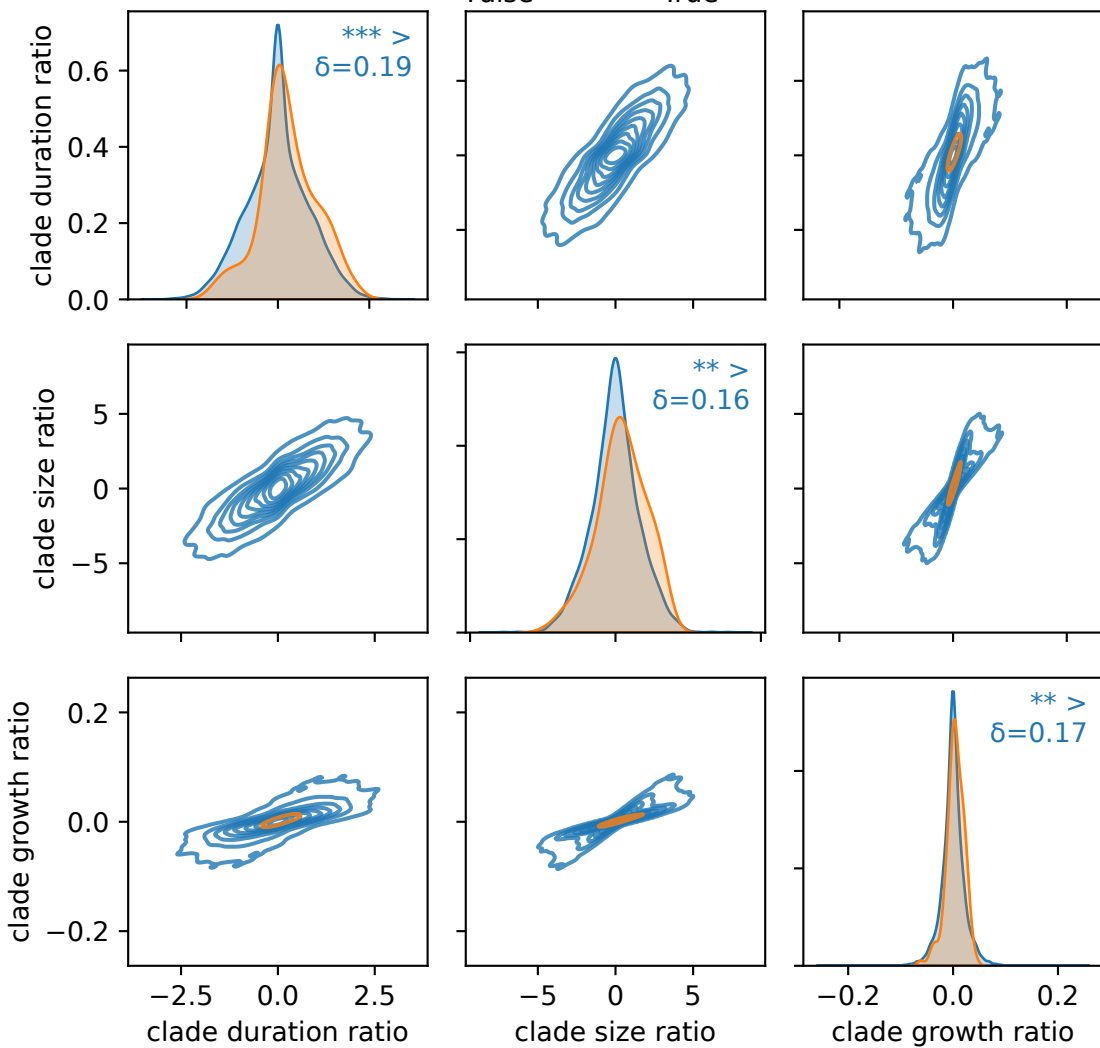 clade duration ratio
0.6
0.4
0.2
0.0
*** >
δ=0.19
clade size ratio
5
0
−5
** >
δ=0.16
clade growth ratio
0.2
0.0
−0.2
** >
δ=0.17
−2.5 0.0 2.5
−5 0 5
−0.2 0.0 0.2
clade duration ratio
clade size ratio
clade growth ratio